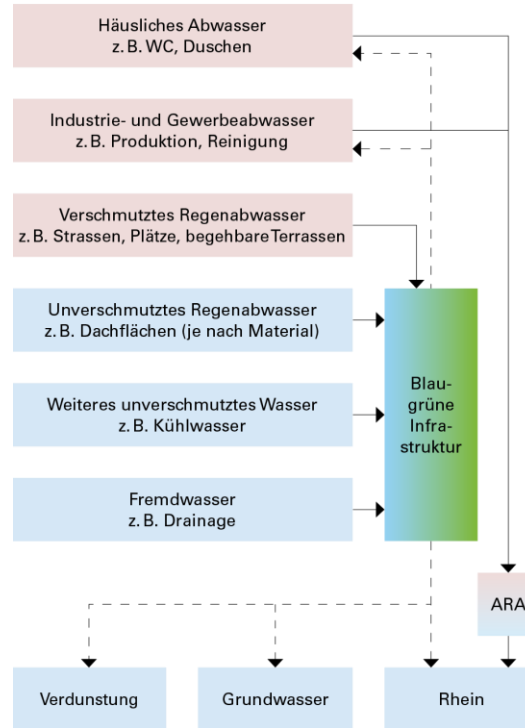 Häusliches Abwasser
z. B. WC, Duschen
Industrie- und Gewerbeabwasser
z. B. Produktion, Reinigung
Verschmutztes Regenabwasser
z. B. Strassen, Plätze, begehbare Terrassen
Unverschmutztes Regenabwasser
z. B. Dachflächen (je nach Material)
Weiteres unverschmutztes Wasser
z. B. Kühlwasser
Fremdwasser
z. B. Drainage
Blau-
grüne
Infra-
struktur
ARA
Verdunstung
Grundwasser
Rhein